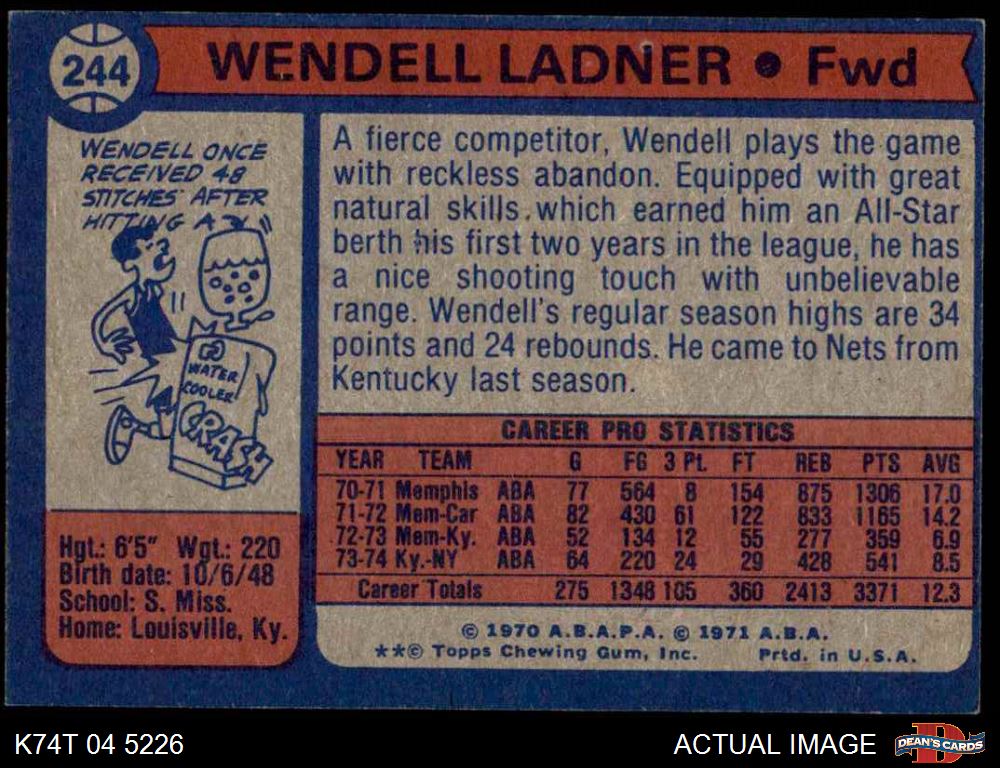 244
WENDELL LADNER • Fwd
WENDELL ONCE
RECEIVED 48
STITCHES AFTER
HITTING A
WATER
COOLER
CRASH
A fierce competitor, Wendell plays the game
with reckless abandon. Equipped with great
natural skills which earned him an All-Star
berth his first two years in the league, he has
a nice shooting touch with unbelievable
range. Wendell's regular season highs are 34
points and 24 rebounds. He came to Nets from
Kentucky last season.
CAREER PRO STATISTICS
YEAR TEAM G FG 3 PL FT REB PTS AVG
70-71 Memphis ABA 77 564 8 154 875 1306 17.0
71-72 Mem-Car ABA 82 430 61 122 833 1165 14.2
72-73 Mem-Ky. ABA 52 134 12 55 277 359 6.9
73-74 Ky.-NY ABA 64 220 24 29 428 541 8.5
Career Totals 275 1348 105 360 2413 3371 12.3
Hgt.: 6'5" Wgt.: 220
Birth date: 10/6/48
School: S. Miss.
Home: Louisville, Ky.
© 1970 A.B.A.P.A. © 1971 A.B.A.
**© Topps Chewing Gum, Inc. Prtd. in U.S.A.
K74T 04 5226
ACTUAL IMAGE
D
DEAN'S CARDS